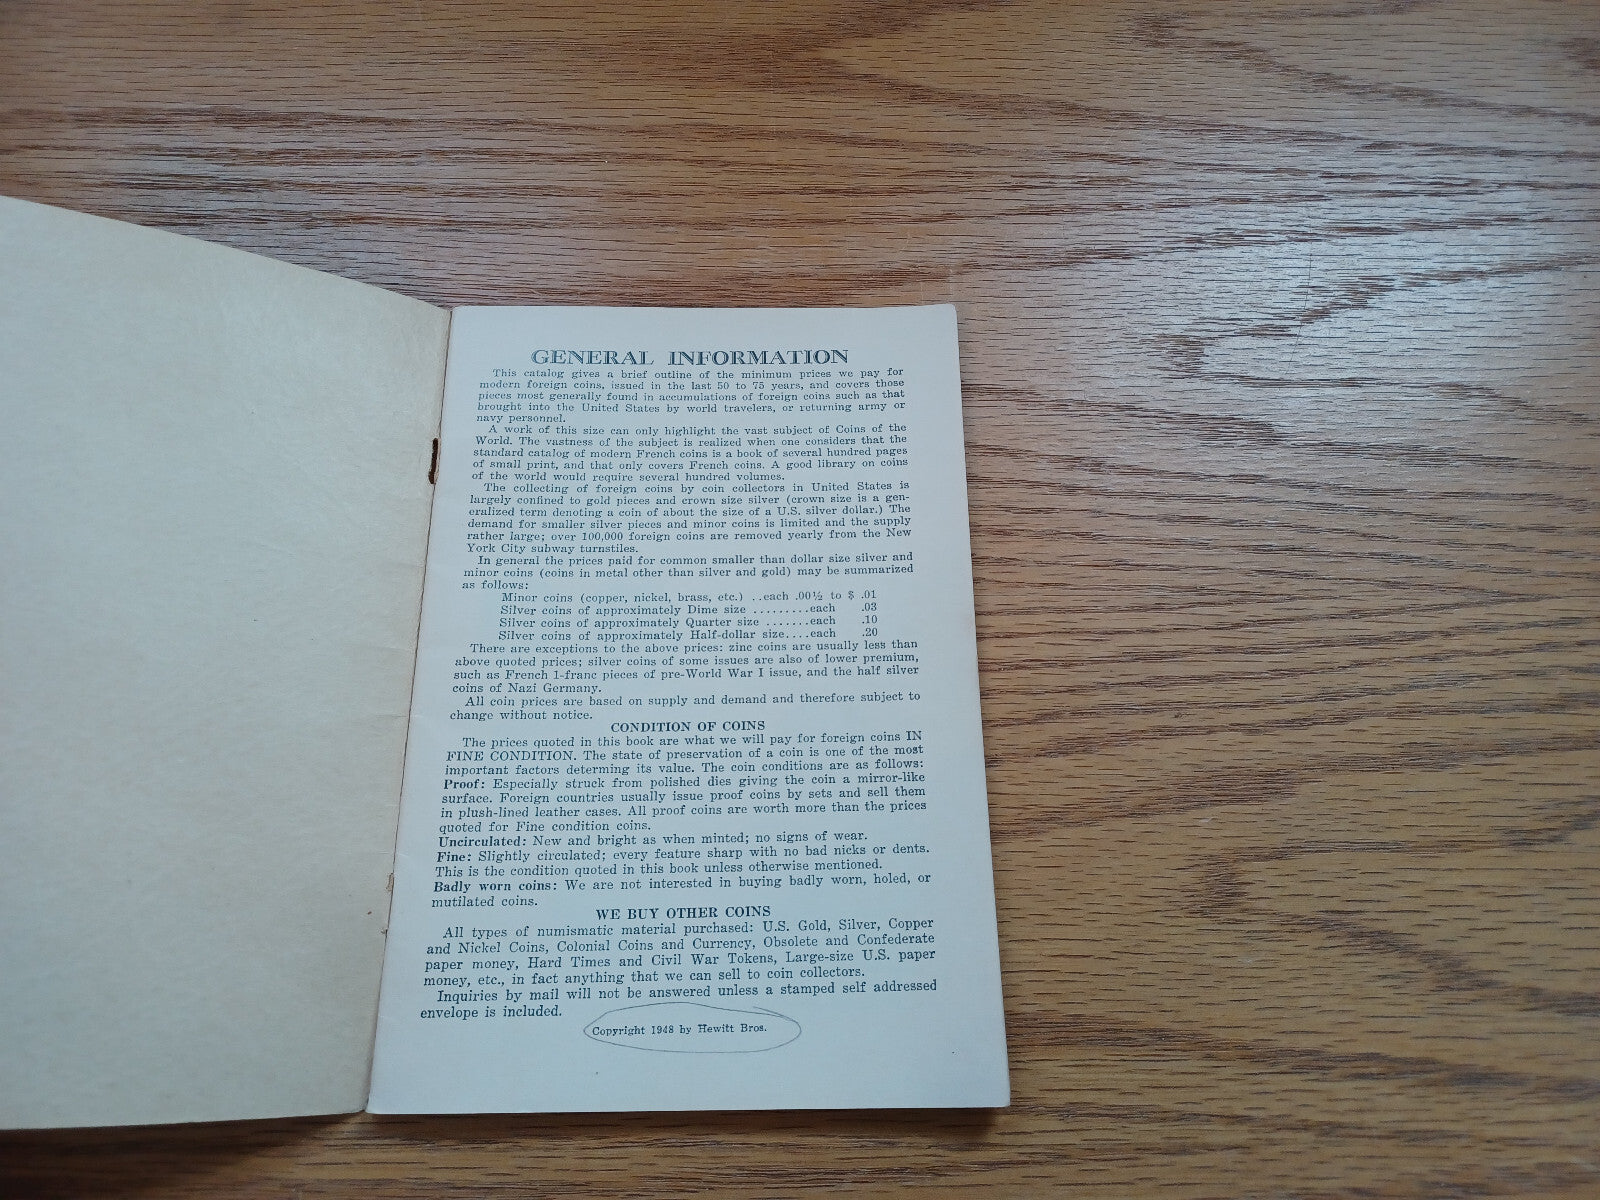 GENERAL INFORMATION
This catalog gives a brief outline of the minimum prices we pay for
modern foreign coins, issued in the last 50 to 75 years, and covers those
pieces most generally found in accumulations of foreign coins such as that
brought into the United States by world travelers, or returning army or
navy personnel.
A work of this size can only highlight the vast subject of Coins of the
World. The vastness of the subject is realized when one considers that the
standard catalog of modern French coins is a book of several hundred pages
of small print, and that only covers French coins. A good library on coins
of the world would require several hundred volumes.
The collecting of foreign coins by coin collectors in United States is
largely confined to gold pieces and crown size silver (crown size is a gen-
eralized term denoting a coin of about the size of a U.S. silver dollar.) The
demand for smaller silver pieces and minor coins is limited and the supply
rather large; over 100,000 foreign coins are removed yearly from the New
York City subway turnstiles.
In general the prices paid for common smaller than dollar size silver and
minor coins (coins in metal other than silver and gold) may be summarized
as follows:
Minor coins (copper, nickel, brass, etc.) ..each .00½ to $ .01
Silver coins of approximately Dime size .........each .03
Silver coins of approximately Quarter size .......each .10
Silver coins of approximately Half-dollar size....each .20
There are exceptions to the above prices: zinc coins are usually less than
above quoted prices; silver coins of some issues are also of lower premium,
such as French 1-franc pieces of pre-World War I issue, and the half silver
coins of Nazi Germany.
All coin prices are based on supply and demand and therefore subject to
change without notice.
CONDITION OF COINS
The prices quoted in this book are what we will pay for foreign coins IN
FINE CONDITION. The state of preservation of a coin is one of the most
important factors determing its value. The coin conditions are as follows:
Proof: Especially struck from polished dies giving the coin a mirror-like
surface. Foreign countries usually issue proof coins by sets and sell them
in plush-lined leather cases. All proof coins are worth more than the prices
quoted for Fine condition coins.
Uncirculated: New and bright as when minted; no signs of wear.
Fine: Slightly circulated; every feature sharp with no bad nicks or dents.
This is the condition quoted in this book unless otherwise mentioned.
Badly worn coins: We are not interested in buying badly worn, holed, or
mutilated coins.
WE BUY OTHER COINS
All types of numismatic material purchased: U.S. Gold, Silver, Copper
and Nickel Coins, Colonial Coins and Currency, Obsolete and Confederate
paper money, Hard Times and Civil War Tokens, Large-size U.S. paper
money, etc., in fact anything that we can sell to coin collectors.
Inquiries by mail will not be answered unless a stamped self addressed
envelope is included.
Copyright 1948 by Hewitt Bros.